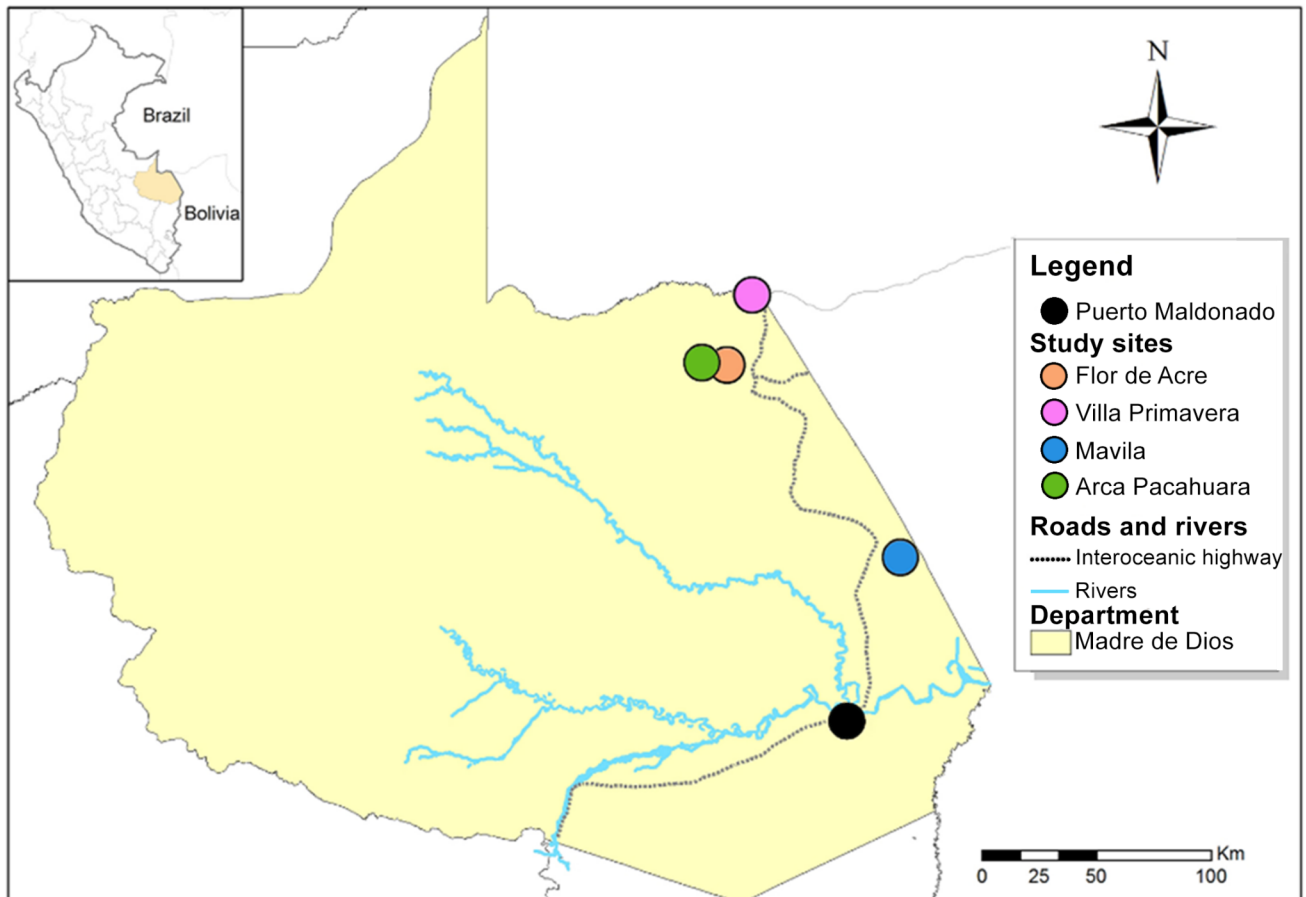 Brazil
Bolivia
N
Legend
Puerto Maldonado
Study sites
Flor de Acre
Villa Primavera
Mavila
Arca Pacahuara
Roads and rivers
Interoceanic highway
Rivers
Department
Madre de Dios
Km
0 25 50 100